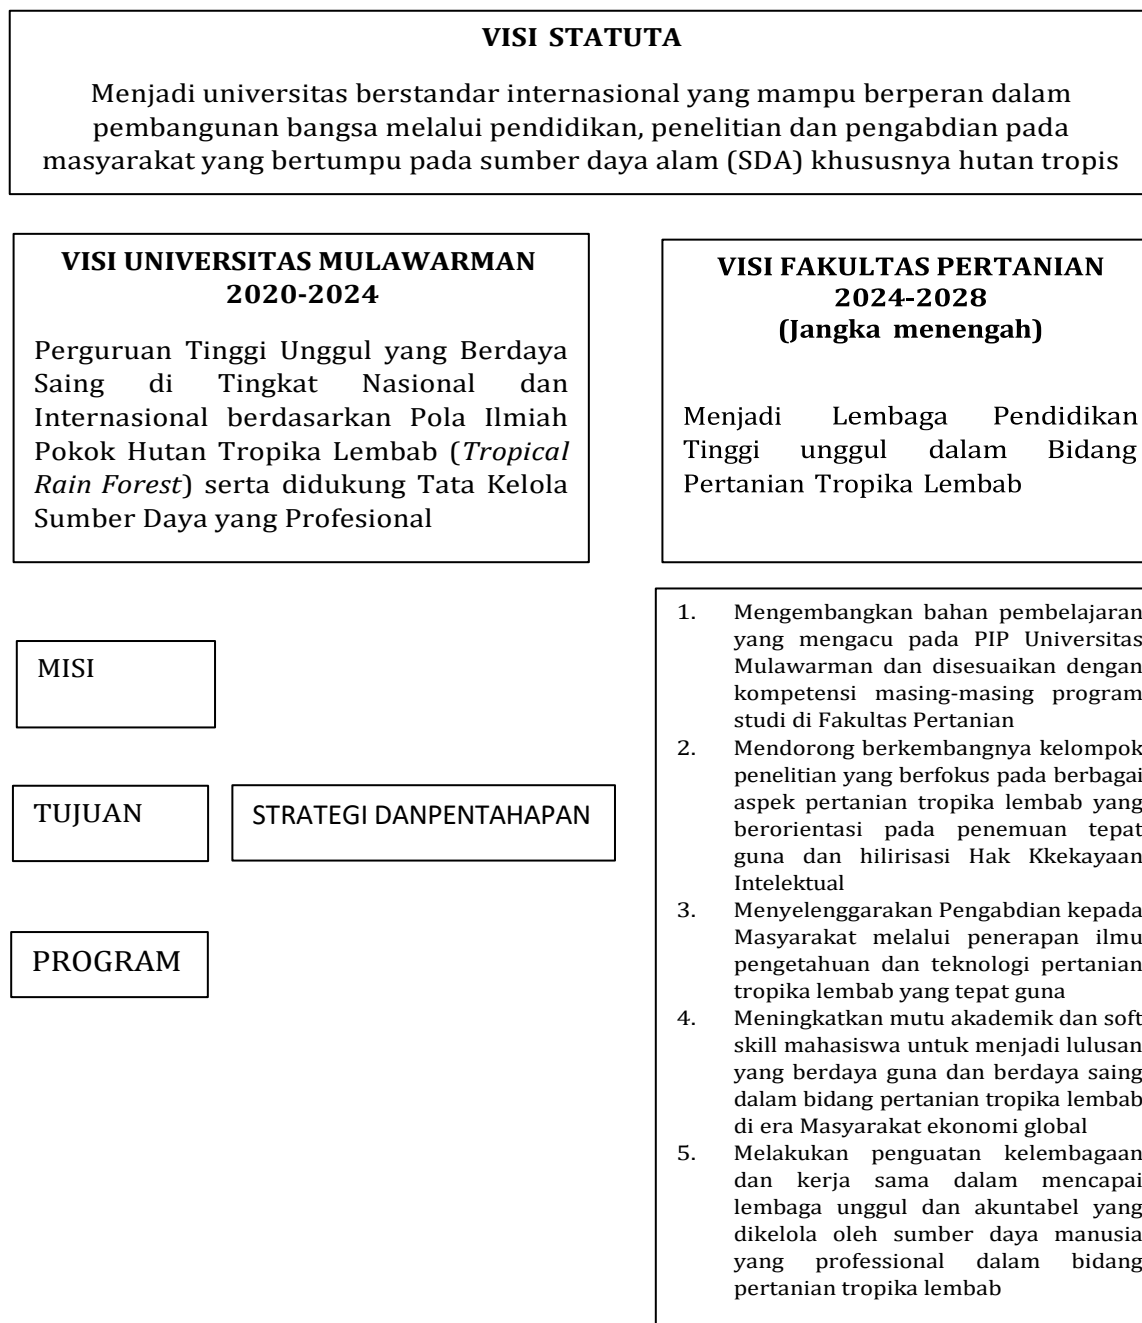 VISI STATUTA
Menjadi universitas berstandar internasional yang mampu berperan dalam
pembangunan bangsa melalui pendidikan, penelitian dan pengabdian pada
masyarakat yang bertumpu pada sumber daya alam (SDA) khususnya hutan tropis
VISI UNIVERSITAS MULAWARMAN
2020-2024
Perguruan Tinggi Unggul yang Berdaya
Saing di Tingkat Nasional dan
Internasional berdasarkan Pola Ilmiah
Pokok Hutan Tropika Lembab (Tropical
Rain Forest) serta didukung Tata Kelola
Sumber Daya yang Profesional
VISI FAKULTAS PERTANIAN
2024-2028
(Jangka menengah)
Menjadi Lembaga Pendidikan
Tinggi unggul dalam Bidang
Pertanian Tropika Lembab
MISI
TUJUAN
STRATEGI DANPENTAHAPAN
PROGRAM
1. Mengembangkan bahan pembelajaran
yang mengacu pada PIP Universitas
Mulawarman dan disesuaikan dengan
kompetensi masing-masing program
studi di Fakultas Pertanian
2. Mendorong berkembangnya kelompok
penelitian yang berfokus pada berbagai
aspek pertanian tropika lembab yang
berorientasi pada penemuan tepat
guna dan hilirisasi Hak Kkekayaan
Intelektual
3. Menyelenggarakan Pengabdian kepada
Masyarakat melalui penerapan ilmu
pengetahuan dan teknologi pertanian
tropika lembab yang tepat guna
4. Meningkatkan mutu akademik dan soft
skill mahasiswa untuk menjadi lulusan
yang berdaya guna dan berdaya saing
dalam bidang pertanian tropika lembab
di era Masyarakat ekonomi global
5. Melakukan penguatan kelembagaan
dan kerja sama dalam mencapai
lembaga unggul dan akuntabel yang
dikelola oleh sumber daya manusia
yang professional dalam bidang
pertanian tropika lembab